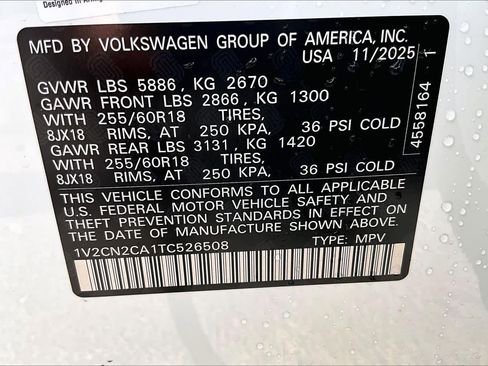 Designed in
MFD BY VOLKSWAGEN GROUP OF AMERICA, INC.
USA 11/2025
GVWR LBS 5886, KG 2670
GAWR FRONT LBS 2866, KG 1300
WITH 255/60R18 TIRES,
8JX18 RIMS, AT 250 KPA, 36 PSI COLD
GAWR REAR LBS 3131, KG 1420
WITH 255/60R18 TIRES,
8JX18 RIMS, AT 250 KPA, 36 PSI COLD
THIS VEHICLE CONFORMS TO ALL APPLICABLE
U.S. FEDERAL MOTOR VEHICLE SAFETY AND
THEFT PREVENTION STANDARDS IN EFFECT ON
THE DATE OF MANUFACTURE SHOWN ABOVE.
1V2CN2CA1TC526508 TYPE: MPV
4558164 1